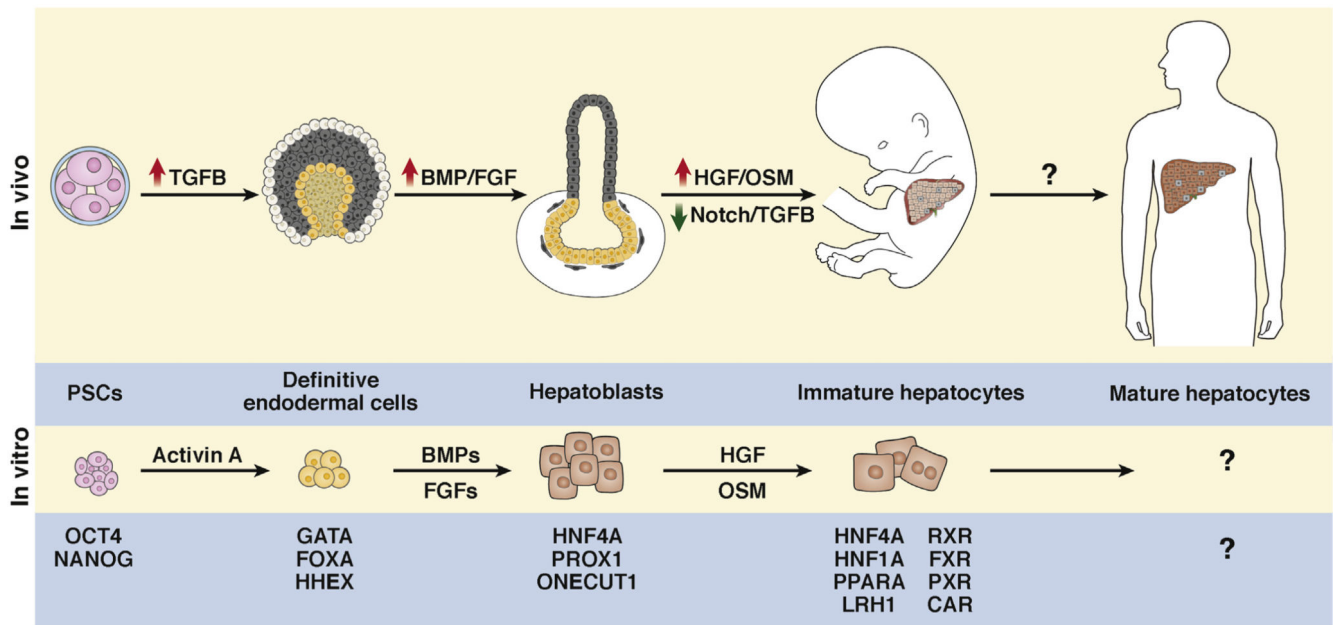 In vivo
TGFB
BMP/FGF
HGF/OSM
Notch/TGFB
?
PSCs
Definitive
endodermal cells
Hepatoblasts
Immature hepatocytes
Mature hepatocytes
In vitro
Activin A
BMPs
FGFs
HGF
OSM
?
OCT4
NANOG
GATA
FOXA
HHEX
HNF4A
PROX1
ONECUT1
HNF4A RXR
HNF1A FXR
PPARA PXR
LRH1 CAR
?